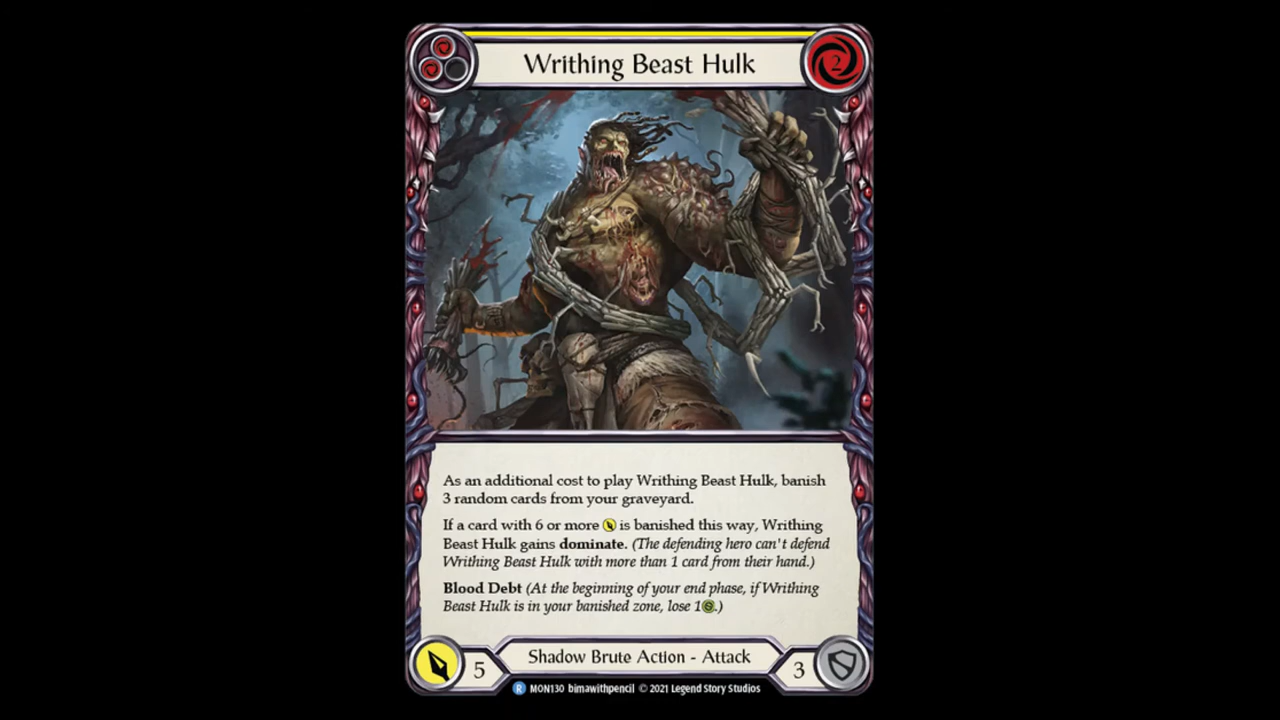 Writhing Beast Hulk
2
As an additional cost to play Writhing Beast Hulk, banish
3 random cards from your graveyard.
If a card with 6 or more is banished this way, Writhing
Beast Hulk gains dominate. (The defending hero can't defend
Writhing Beast Hulk with more than 1 card from their hand.)
Blood Debt (At the beginning of your end phase, if Writhing
Beast Hulk is in your banished zone, lose 1 .)
5
Shadow Brute Action - Attack
3
R MON130 bimawithpencil © 2021 Legend Story Studios